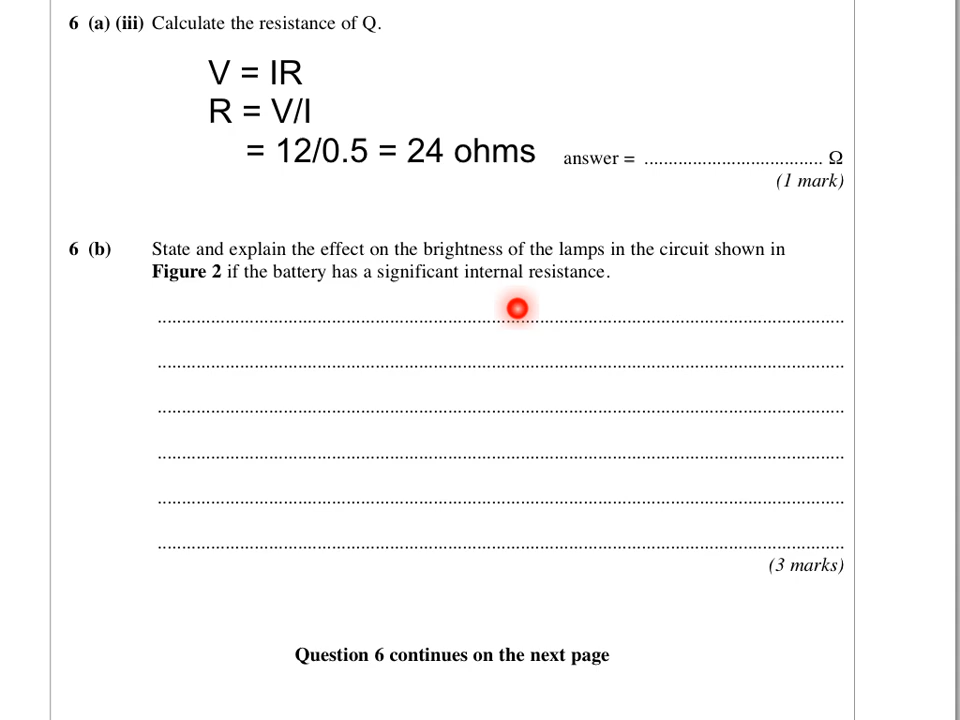 6 (a) (iii) Calculate the resistance of Q.
V = IR
R = V/I
= 12/0.5 = 24 ohms
answer = ..................................... Ω
(1 mark)
6 (b) State and explain the effect on the brightness of the lamps in the circuit shown in
Figure 2 if the battery has a significant internal resistance.
(3 marks)
Question 6 continues on the next page